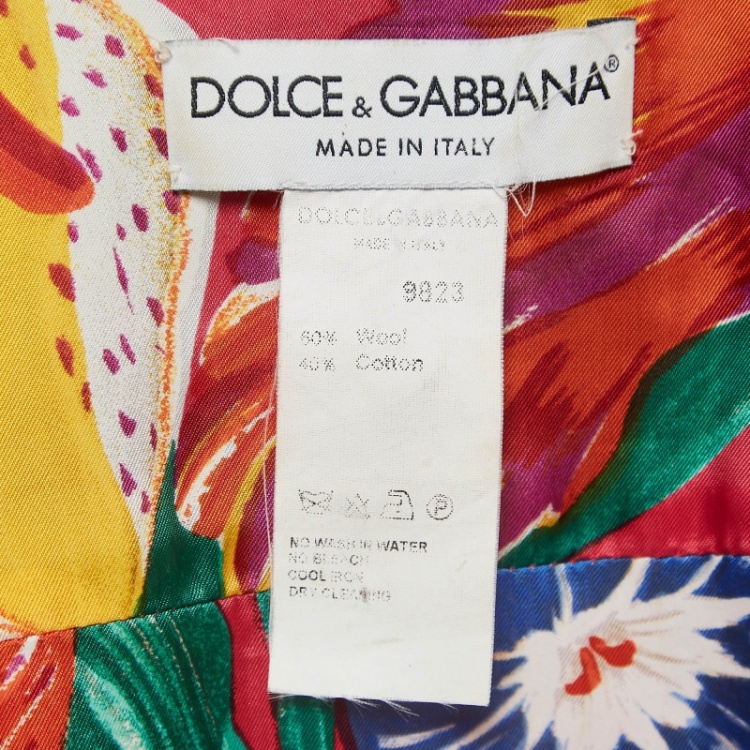 DOLCE & GABBANA®
MADE IN ITALY
DOLCE&GABBANA
MADE IN ITALY
9823
60% Wool
40% Cotton
P
NO WASH IN WATER
NO BLEACH
COOL IRON
DRY CLEANING